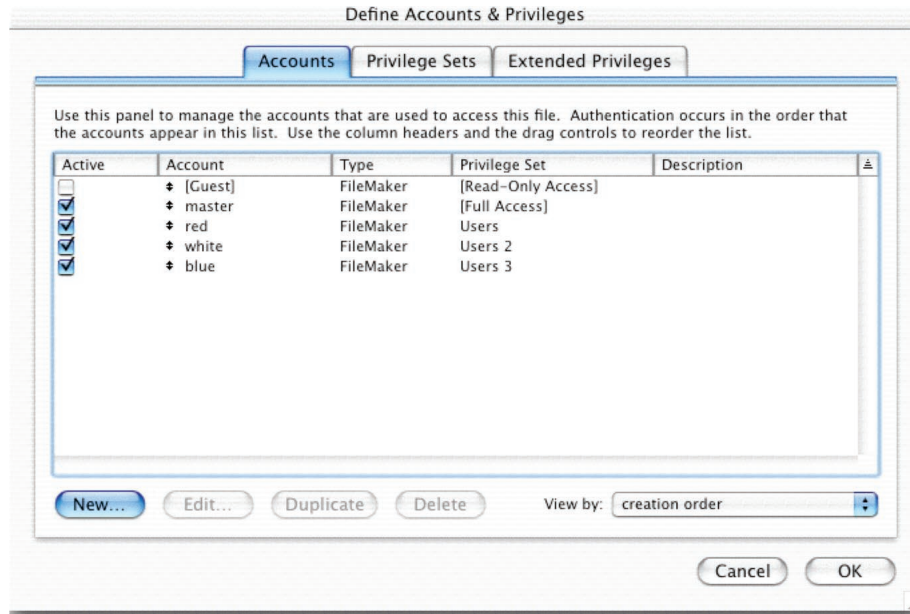 Define Accounts & Privileges
Accounts Privilege Sets Extended Privileges
Use this panel to manage the accounts that are used to access this file. Authentication occurs in the order that
the accounts appear in this list. Use the column headers and the drag controls to reorder the list.
Active Account Type Privilege Set Description
[Guest] FileMaker [Read-Only Access]
master FileMaker [Full Access]
red FileMaker Users
white FileMaker Users 2
blue FileMaker Users 3
New... Edit... Duplicate Delete View by: creation order
Cancel OK